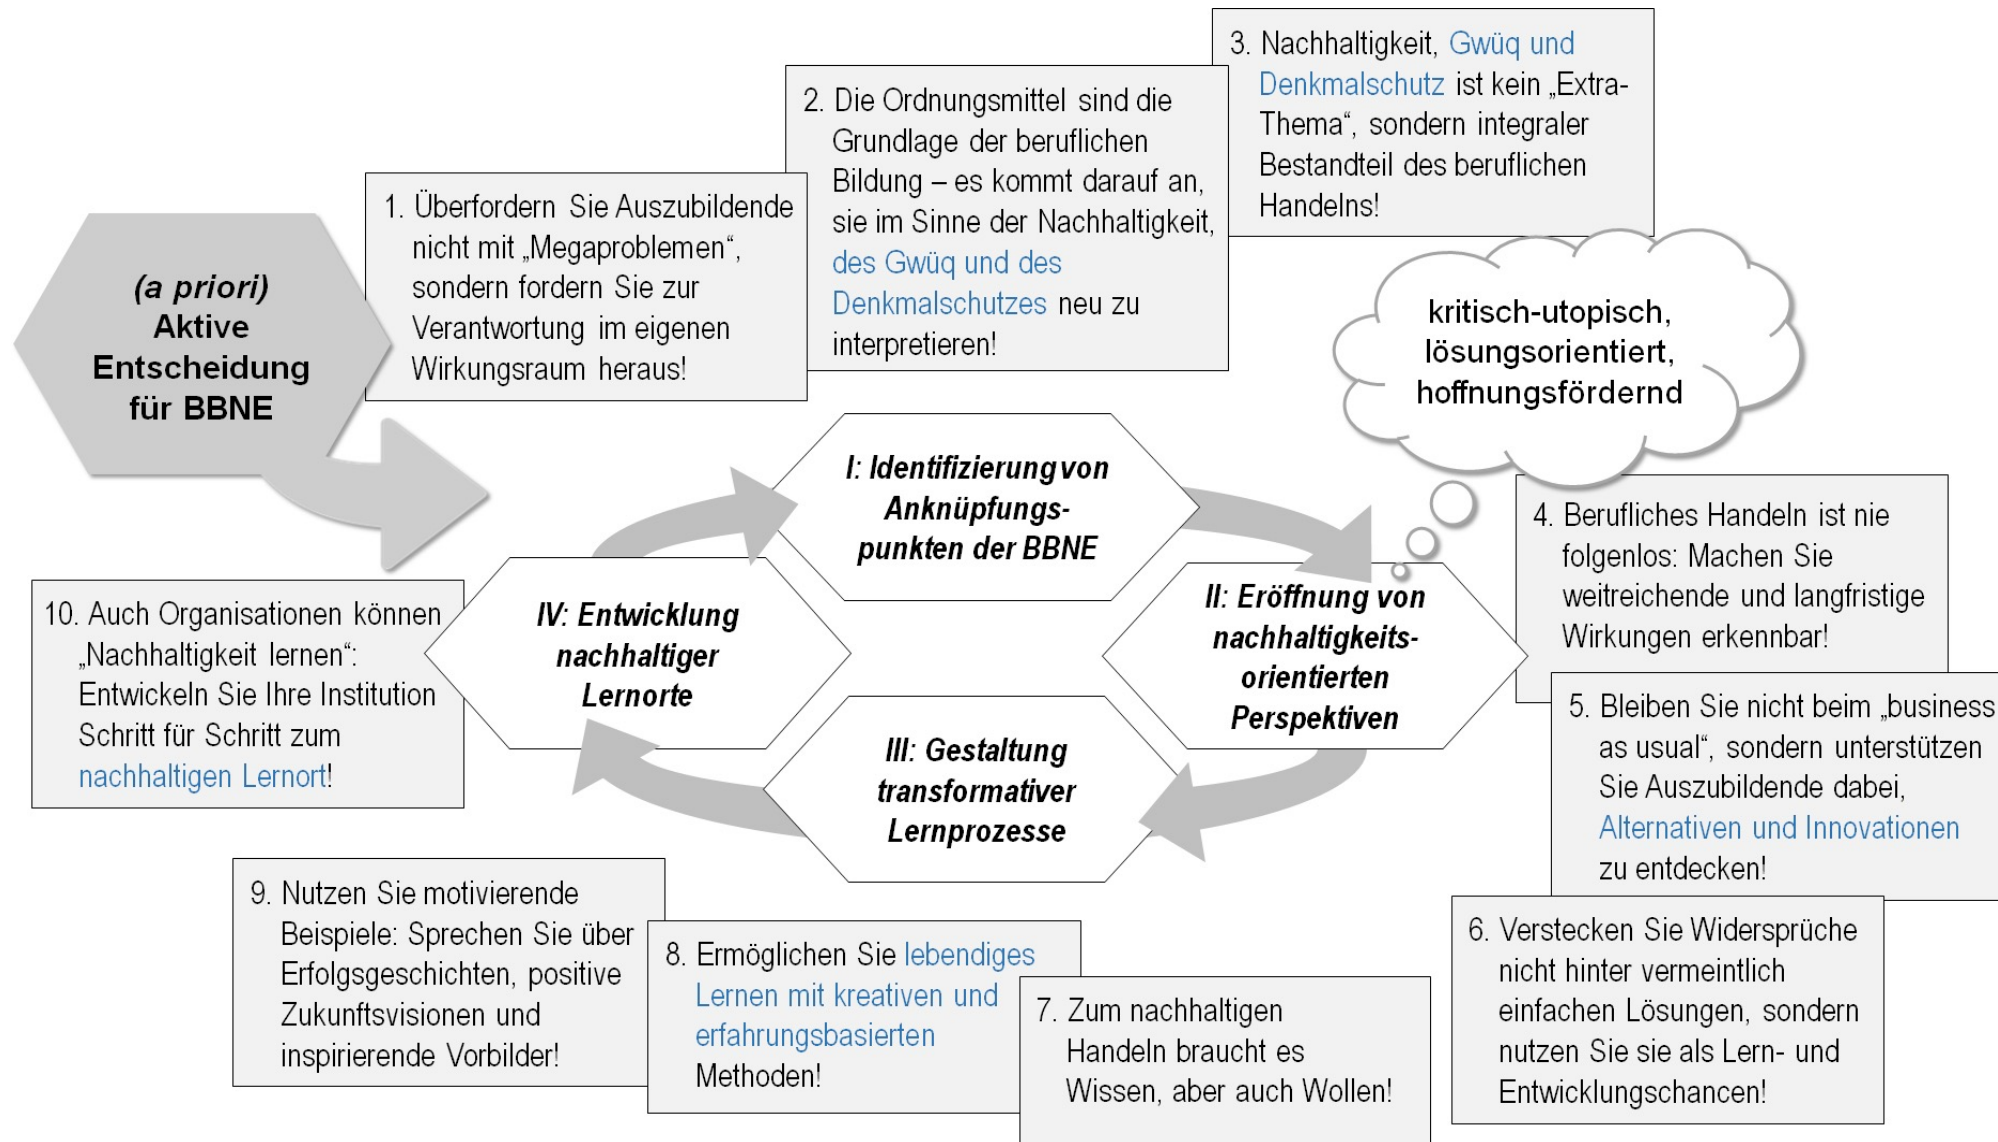 (a priori)
Aktive
Entscheidung
für BBNE
1. Überfordern Sie Auszubildende
nicht mit „Megaproblemen“,
sondern fordern Sie zur
Verantwortung im eigenen
Wirkungsraum heraus!
2. Die Ordnungsmittel sind die
Grundlage der beruflichen
Bildung – es kommt darauf an,
sie im Sinne der Nachhaltigkeit,
des Gwüq und des
Denkmalschutzes neu zu
interpretieren!
3. Nachhaltigkeit, Gwüq und
Denkmalschutz ist kein „Extra-
Thema“, sondern integraler
Bestandteil des beruflichen
Handelns!
kritisch-utopisch,
lösungsorientiert,
hoffnungsfördernd
I: Identifizierung von
Anknüpfungs-
punkten der BBNE
II: Eröffnung von
nachhaltigkeits-
orientierten
Perspektiven
III: Gestaltung
transformativer
Lernprozesse
IV: Entwicklung
nachhaltiger
Lernorte
4. Berufliches Handeln ist nie
folgenlos: Machen Sie
weitreichende und langfristige
Wirkungen erkennbar!
5. Bleiben Sie nicht beim „business
as usual“, sondern unterstützen
Sie Auszubildende dabei,
Alternativen und Innovationen
zu entdecken!
6. Verstecken Sie Widersprüche
nicht hinter vermeintlich
einfachen Lösungen, sondern
nutzen Sie sie als Lern- und
Entwicklungschancen!
7. Zum nachhaltigen
Handeln braucht es
Wissen, aber auch Wollen!
8. Ermöglichen Sie lebendiges
Lernen mit kreativen und
erfahrungsbasierten
Methoden!
9. Nutzen Sie motivierende
Beispiele: Sprechen Sie über
Erfolgsgeschichten, positive
Zukunftsvisionen und
inspirierende Vorbilder!
10. Auch Organisationen können
„Nachhaltigkeit lernen“:
Entwickeln Sie Ihre Institution
Schritt für Schritt zum
nachhaltigen Lernort!